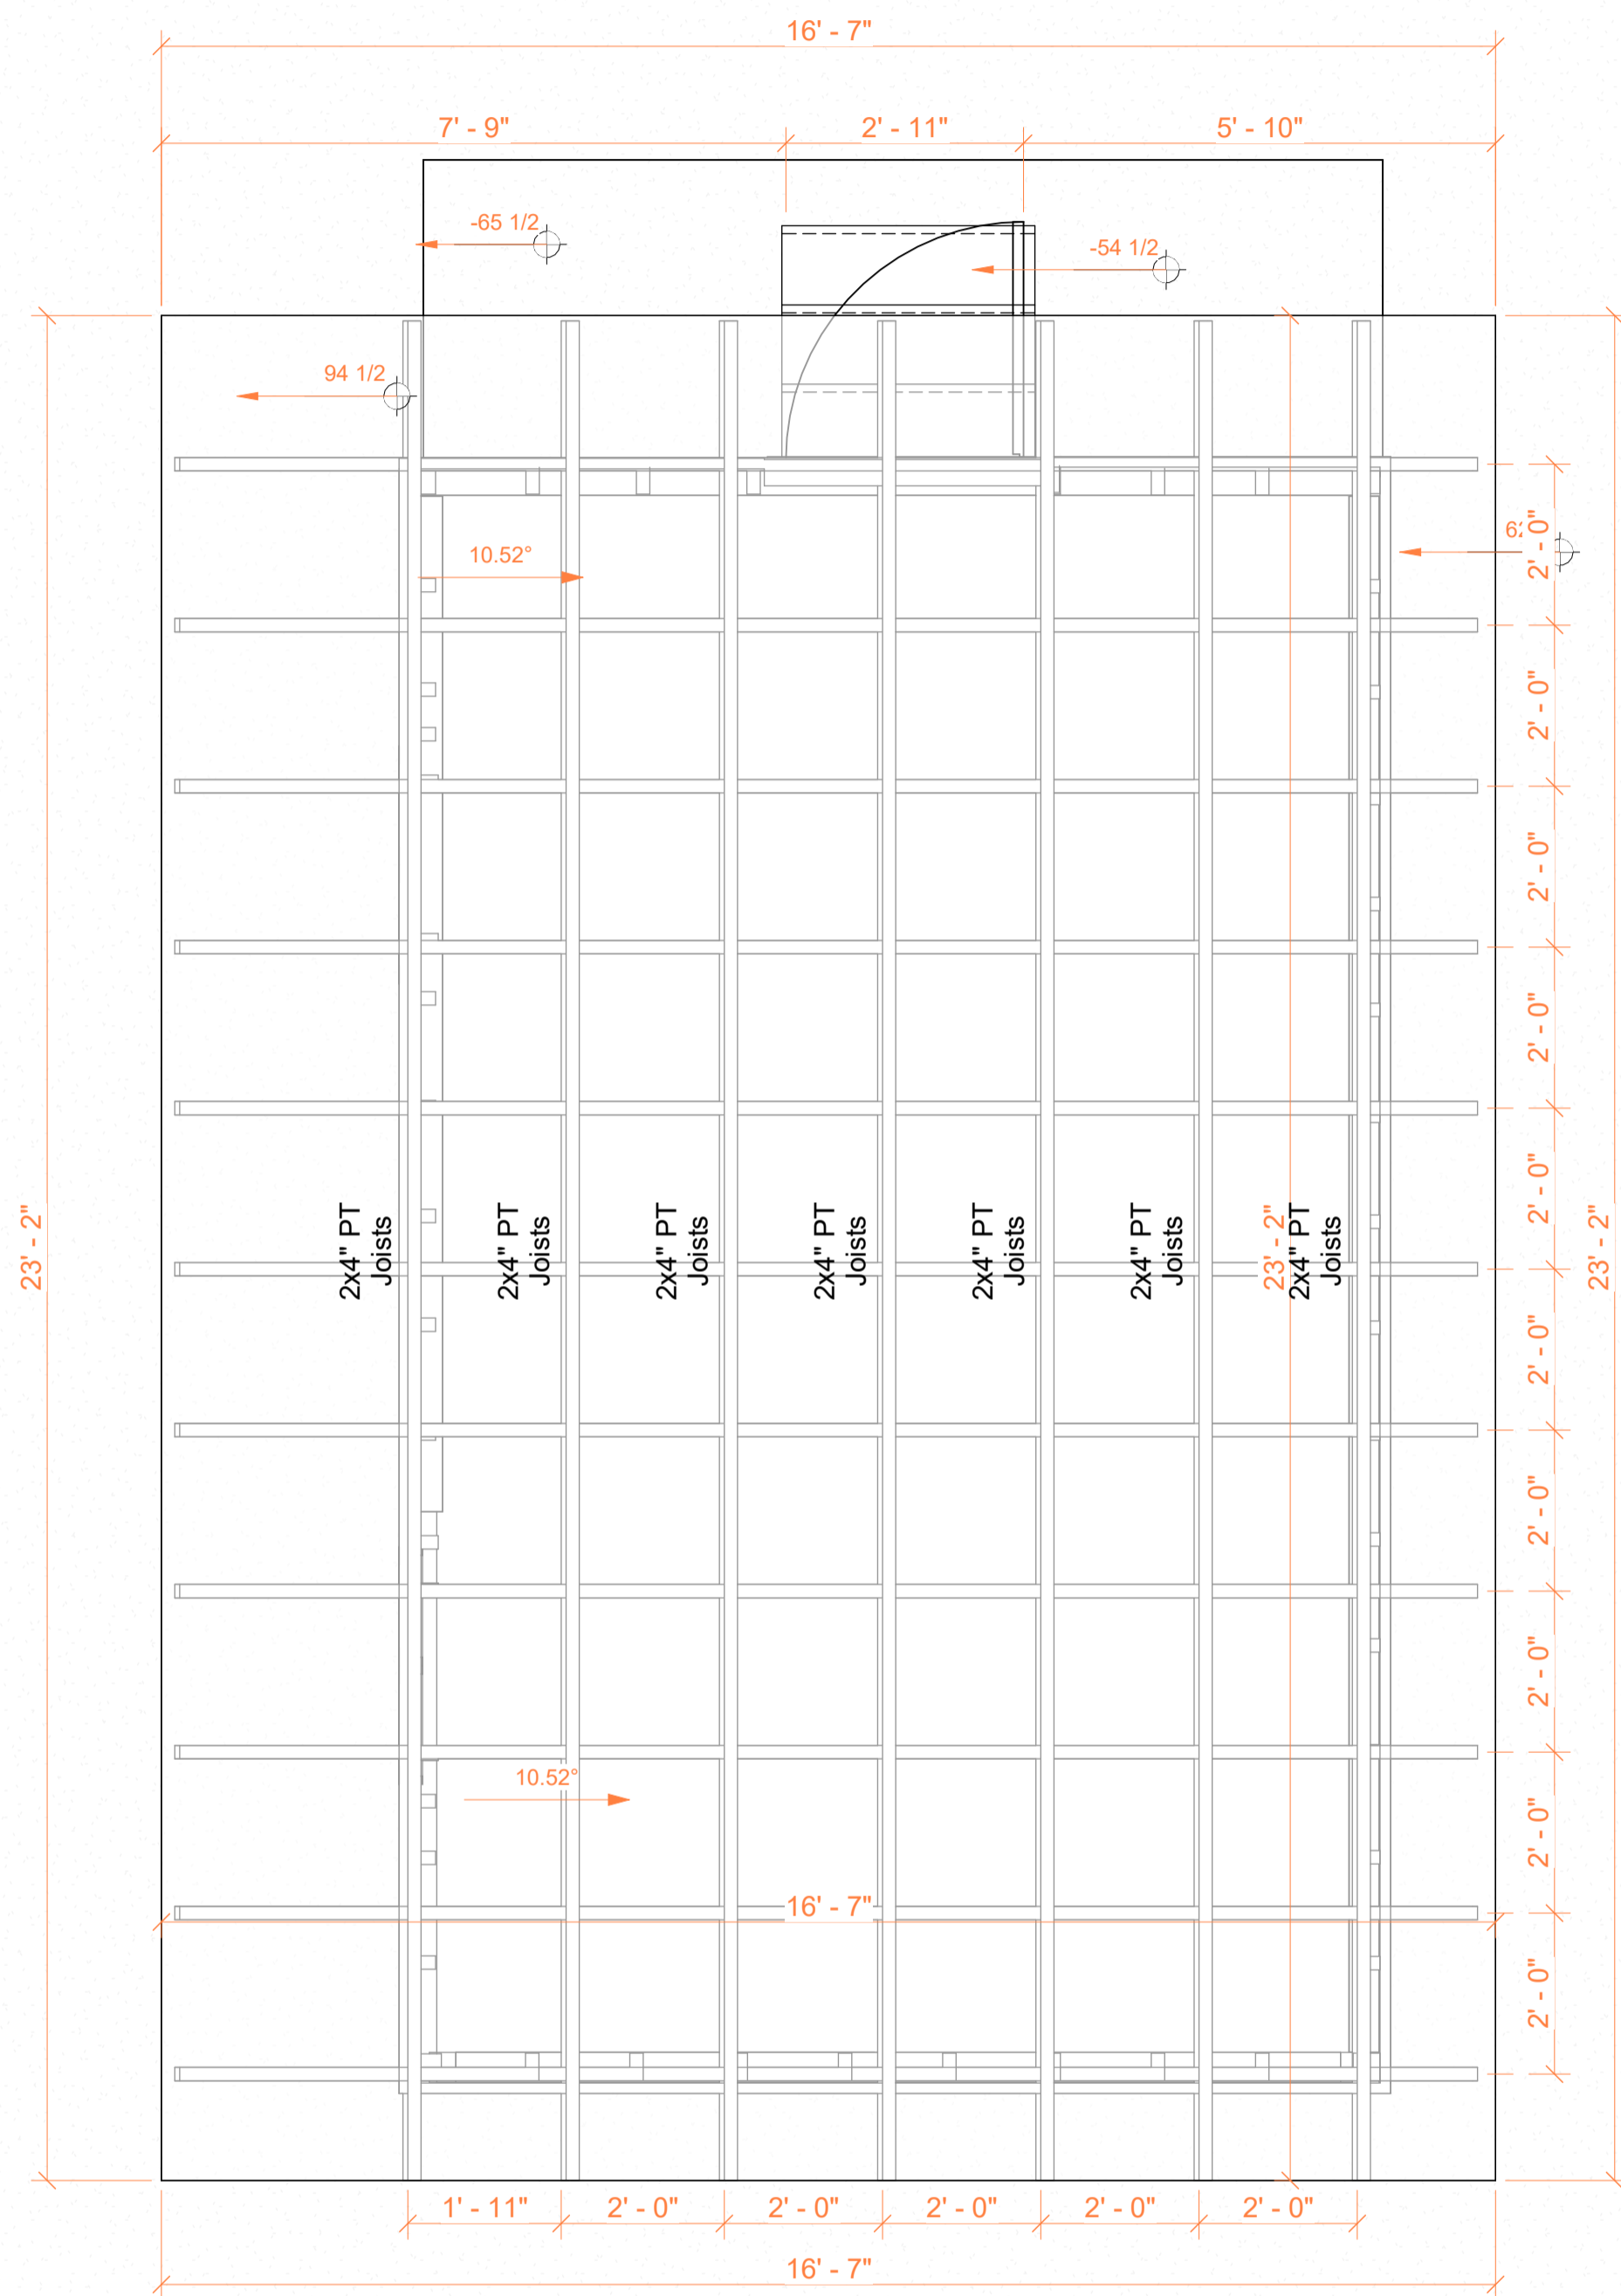 16' - 7"
7' - 9"
2' - 11"
5' - 10"
-65 1/2
-54 1/2
94 1/2
10.52°
2' - 0"
2' - 0"
2' - 0"
2' - 0"
2' - 0"
2' - 0"
2' - 0"
2' - 0"
2' - 0"
2' - 0"
23' - 2"
2x4" PT
Joists
2x4" PT
Joists
2x4" PT
Joists
2x4" PT
Joists
2x4" PT
Joists
2x4" PT
Joists
23' - 2"
2x4" PT
Joists
23' - 2"
10.52°
16' - 7"
1' - 11"
2' - 0"
2' - 0"
2' - 0"
2' - 0"
2' - 0"
16' - 7"